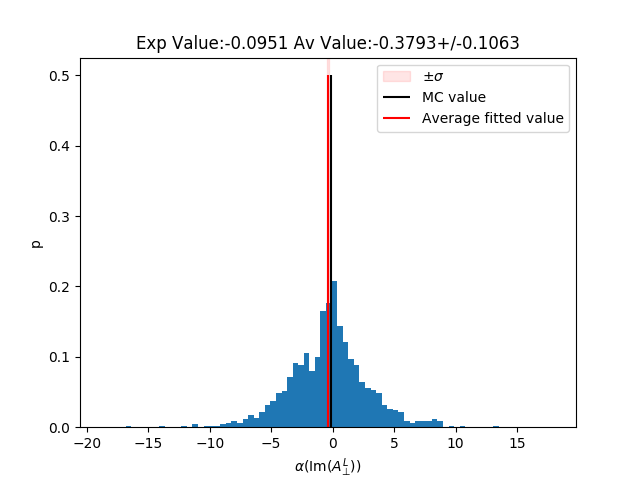 Exp Value:-0.0951 Av Value:-0.3793+/-0.1063
±σ
MC value
Average fitted value
p
0.5
0.4
0.3
0.2
0.1
0.0
−20 −15 −10 −5 0 5 10 15
α(Im(A⊥^L))